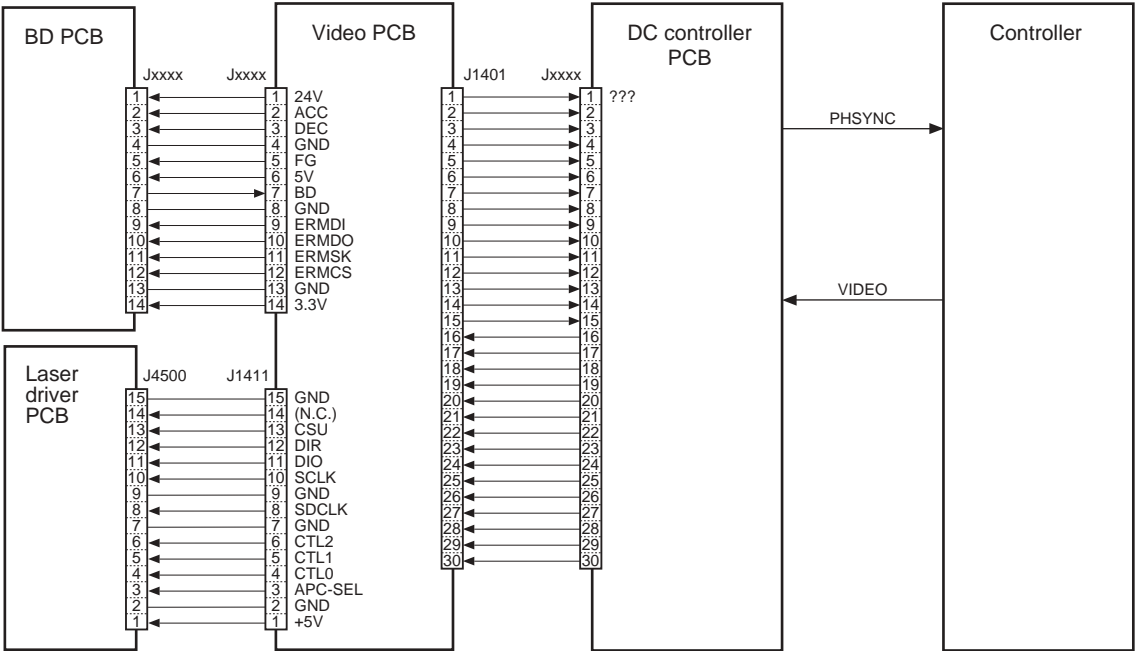 BD PCB
Video PCB
DC controller
PCB
Controller
Jxxxx Jxxxx
1 1 24V
2 2 ACC
3 3 DEC
4 4 GND
5 5 FG
6 6 5V
7 7 BD
8 8 GND
9 9 ERMDI
10 10 ERMDO
11 11 ERMSK
12 12 ERMCS
13 13 GND
14 14 3.3V
Laser
driver
PCB
J4500 J1411
15 15 GND
14 14 (N.C.)
13 13 CSU
12 12 DIR
11 11 DIO
10 10 SCLK
9 9 GND
8 8 SDCLK
7 7 GND
6 6 CTL2
5 5 CTL1
4 4 CTL0
3 3 APC-SEL
2 2 GND
1 1 +5V
J1401 Jxxxx
1 1 ???
2 2
3 3
4 4
5 5
6 6
7 7
8 8
9 9
10 10
11 11
12 12
13 13
14 14
15 15
16 16
17 17
18 18
19 19
20 20
21 21
22 22
23 23
24 24
25 25
26 26
27 27
28 28
29 29
30 30
PHSYNC
VIDEO